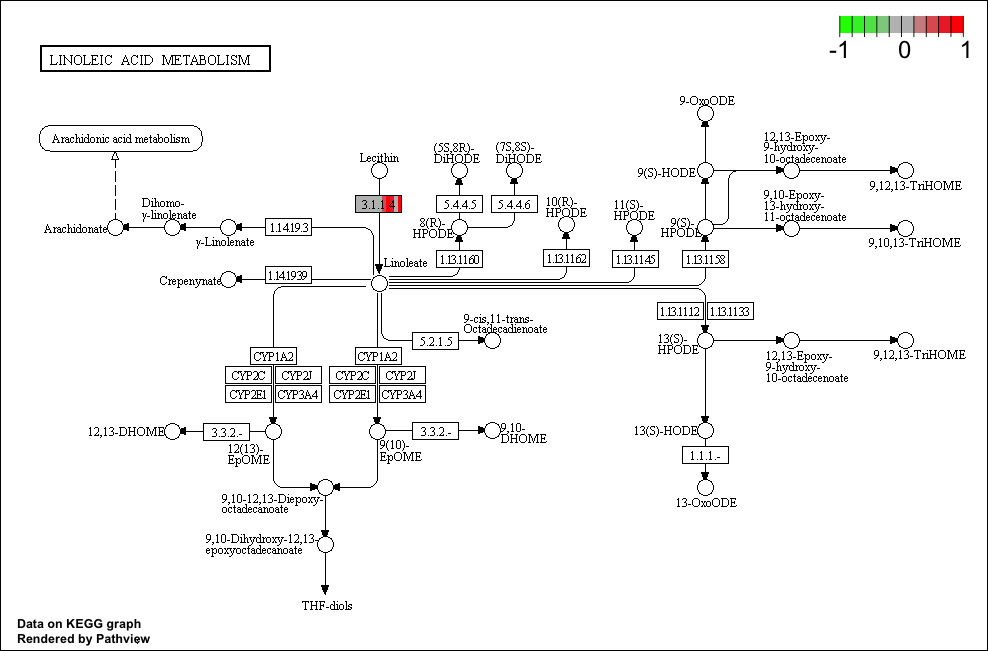 -1 0 1
LINOLEIC ACID METABOLISM
9-OxoODE
Arachidonic acid metabolism
Lecithin
(5S,8R)-
DiHODE
(7S,8S)-
DiHODE
12,13-Epoxy-
9-hydroxy-
10-octadecenoate
9(S)-HODE
9,12,13-TriHOME
3.1.1.4
5.4.4.5
5.4.4.6
Dihomo-
γ-linolenate
10(R)-
HPODE
11(S)-
HPODE
9,10-Epoxy-
13-hydroxy-
11-octadecenoate
8(R)-
HPODE
9(S)-
HPODE
Arachidonate
1.14.19.3
γ-Linolenate
9,10,13-TriHOME
1.13.11.60
1.13.11.62
1.13.11.45
1.13.11.58
Linoleate
Crepenynate
1.14.19.39
1.13.11.12
1.13.11.33
9-cis,11-trans-
Octadecadienoate
5.2.1.5
13(S)-
HPODE
12,13-Epoxy-
9-hydroxy-
10-octadecenoate
9,12,13-TriHOME
CYP1A2
CYP1A2
CYP2C
CYP2J
CYP2C
CYP2J
CYP2E1
CYP3A4
CYP2E1
CYP3A4
12,13-DHOME
3.3.2.-
12(13)-
EpOME
9(10)-
EpOME
3.3.2.-
9,10-
DHOME
13(S)-HODE
1.1.1.-
13-OxoODE
9,10-12,13-Diepoxy-
octadecanoate
9,10-Dihydroxy-12,13-
epoxyoctadecanoate
THF-diols
Data on KEGG graph
Rendered by Pathview